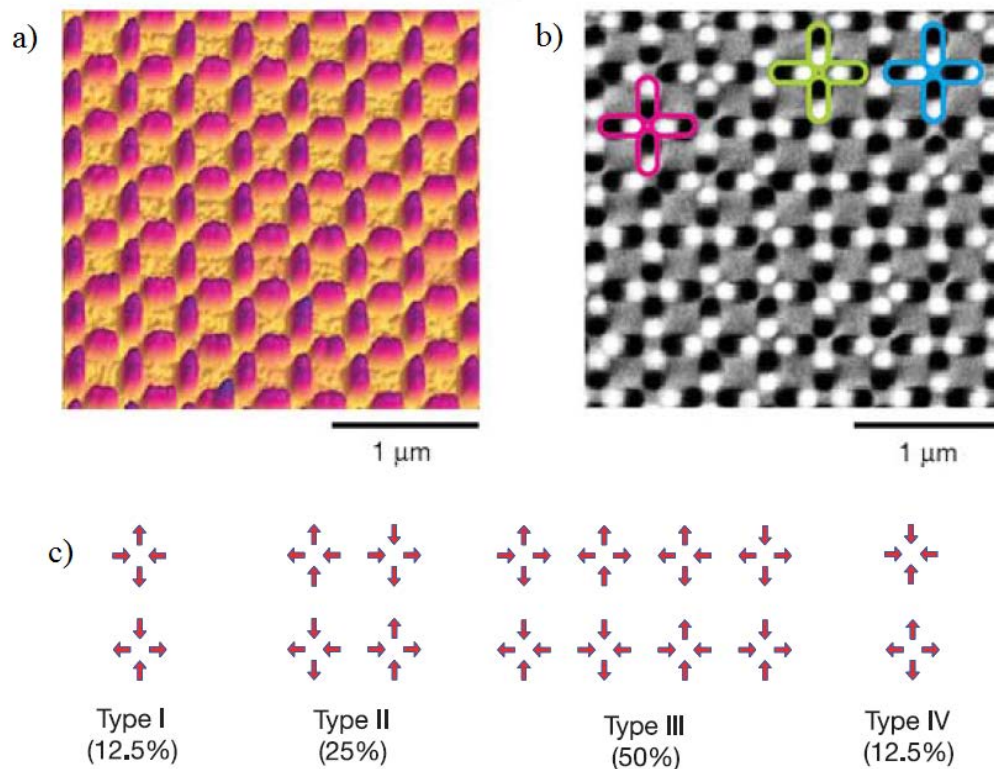 a)
b)
1 μm
1 μm
c)
Type I
(12.5%)
Type II
(25%)
Type III
(50%)
Type IV
(12.5%)